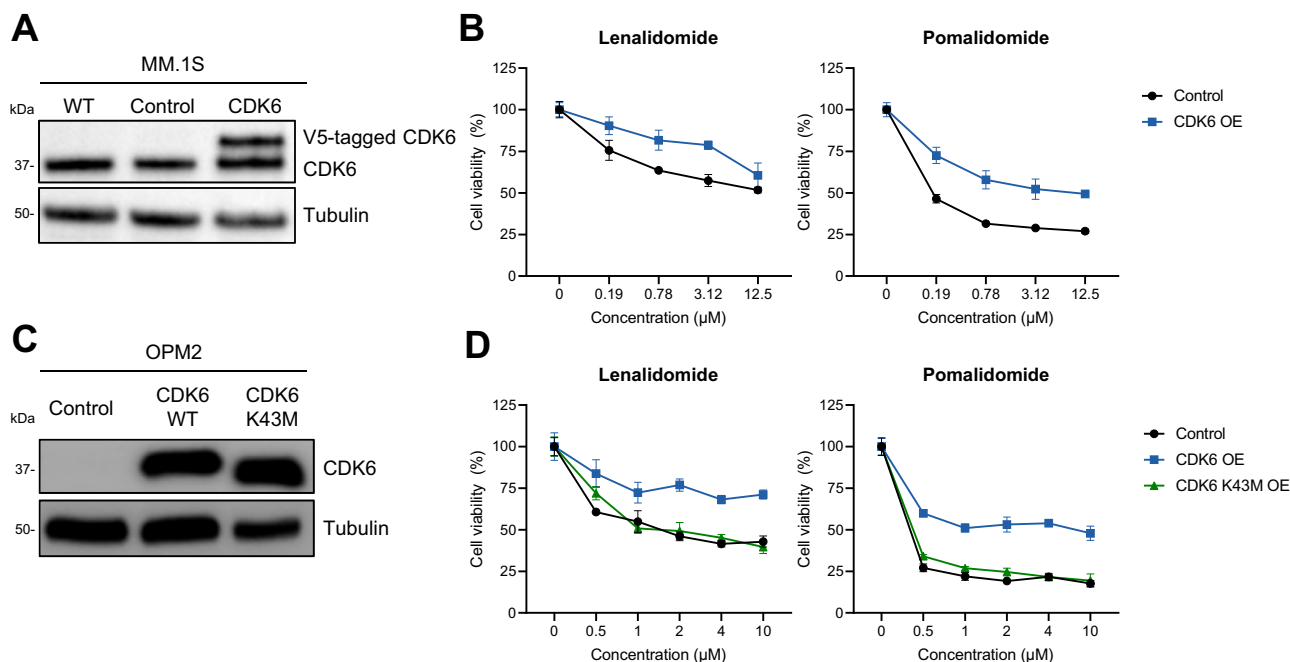 A
MM.1S
kDa
WT Control CDK6
V5-tagged CDK6
37-
CDK6
50-
Tubulin
B
Lenalidomide
Cell viability (%)
125
100
75
50
25
0
0 0.19 0.78 3.12 12.5
Concentration (µM)
Pomalidomide
Cell viability (%)
125
100
75
50
25
0
0 0.19 0.78 3.12 12.5
Concentration (µM)
Control
CDK6 OE
C
OPM2
kDa
Control CDK6 WT CDK6 K43M
37-
CDK6
50-
Tubulin
D
Lenalidomide
Cell viability (%)
125
100
75
50
25
0
0 0.5 1 2 4 10
Concentration (µM)
Pomalidomide
Cell viability (%)
125
100
75
50
25
0
0 0.5 1 2 4 10
Concentration (µM)
Control
CDK6 OE
CDK6 K43M OE